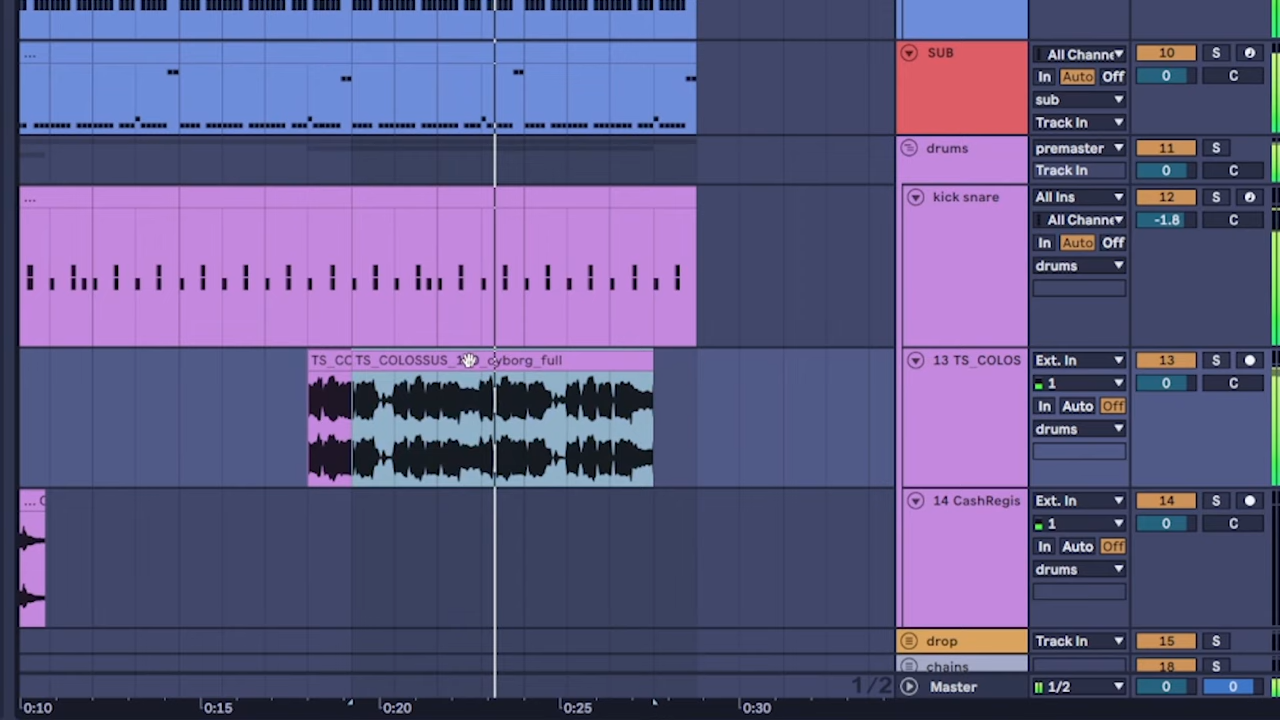 SUB
All Channe
10
S
In
Auto
Off
0
C
sub
Track In
drums
premaster
11
S
Track In
0
C
...
kick snare
All Ins
12
S
All Channe
-1.8
C
In
Auto
Off
drums
...
TS_CC
TS_COLOSSUS_
_cyborg_full
13 TS_COLOS
Ext. In
13
S
1
0
C
In
Auto
Off
drums
...
14 CashRegis
Ext. In
14
S
1
0
C
In
Auto
Off
drums
drop
Track In
15
S
chains
18
S
1/2
Master
1/2
0
0
0:10
0:15
0:20
0:25
0:30